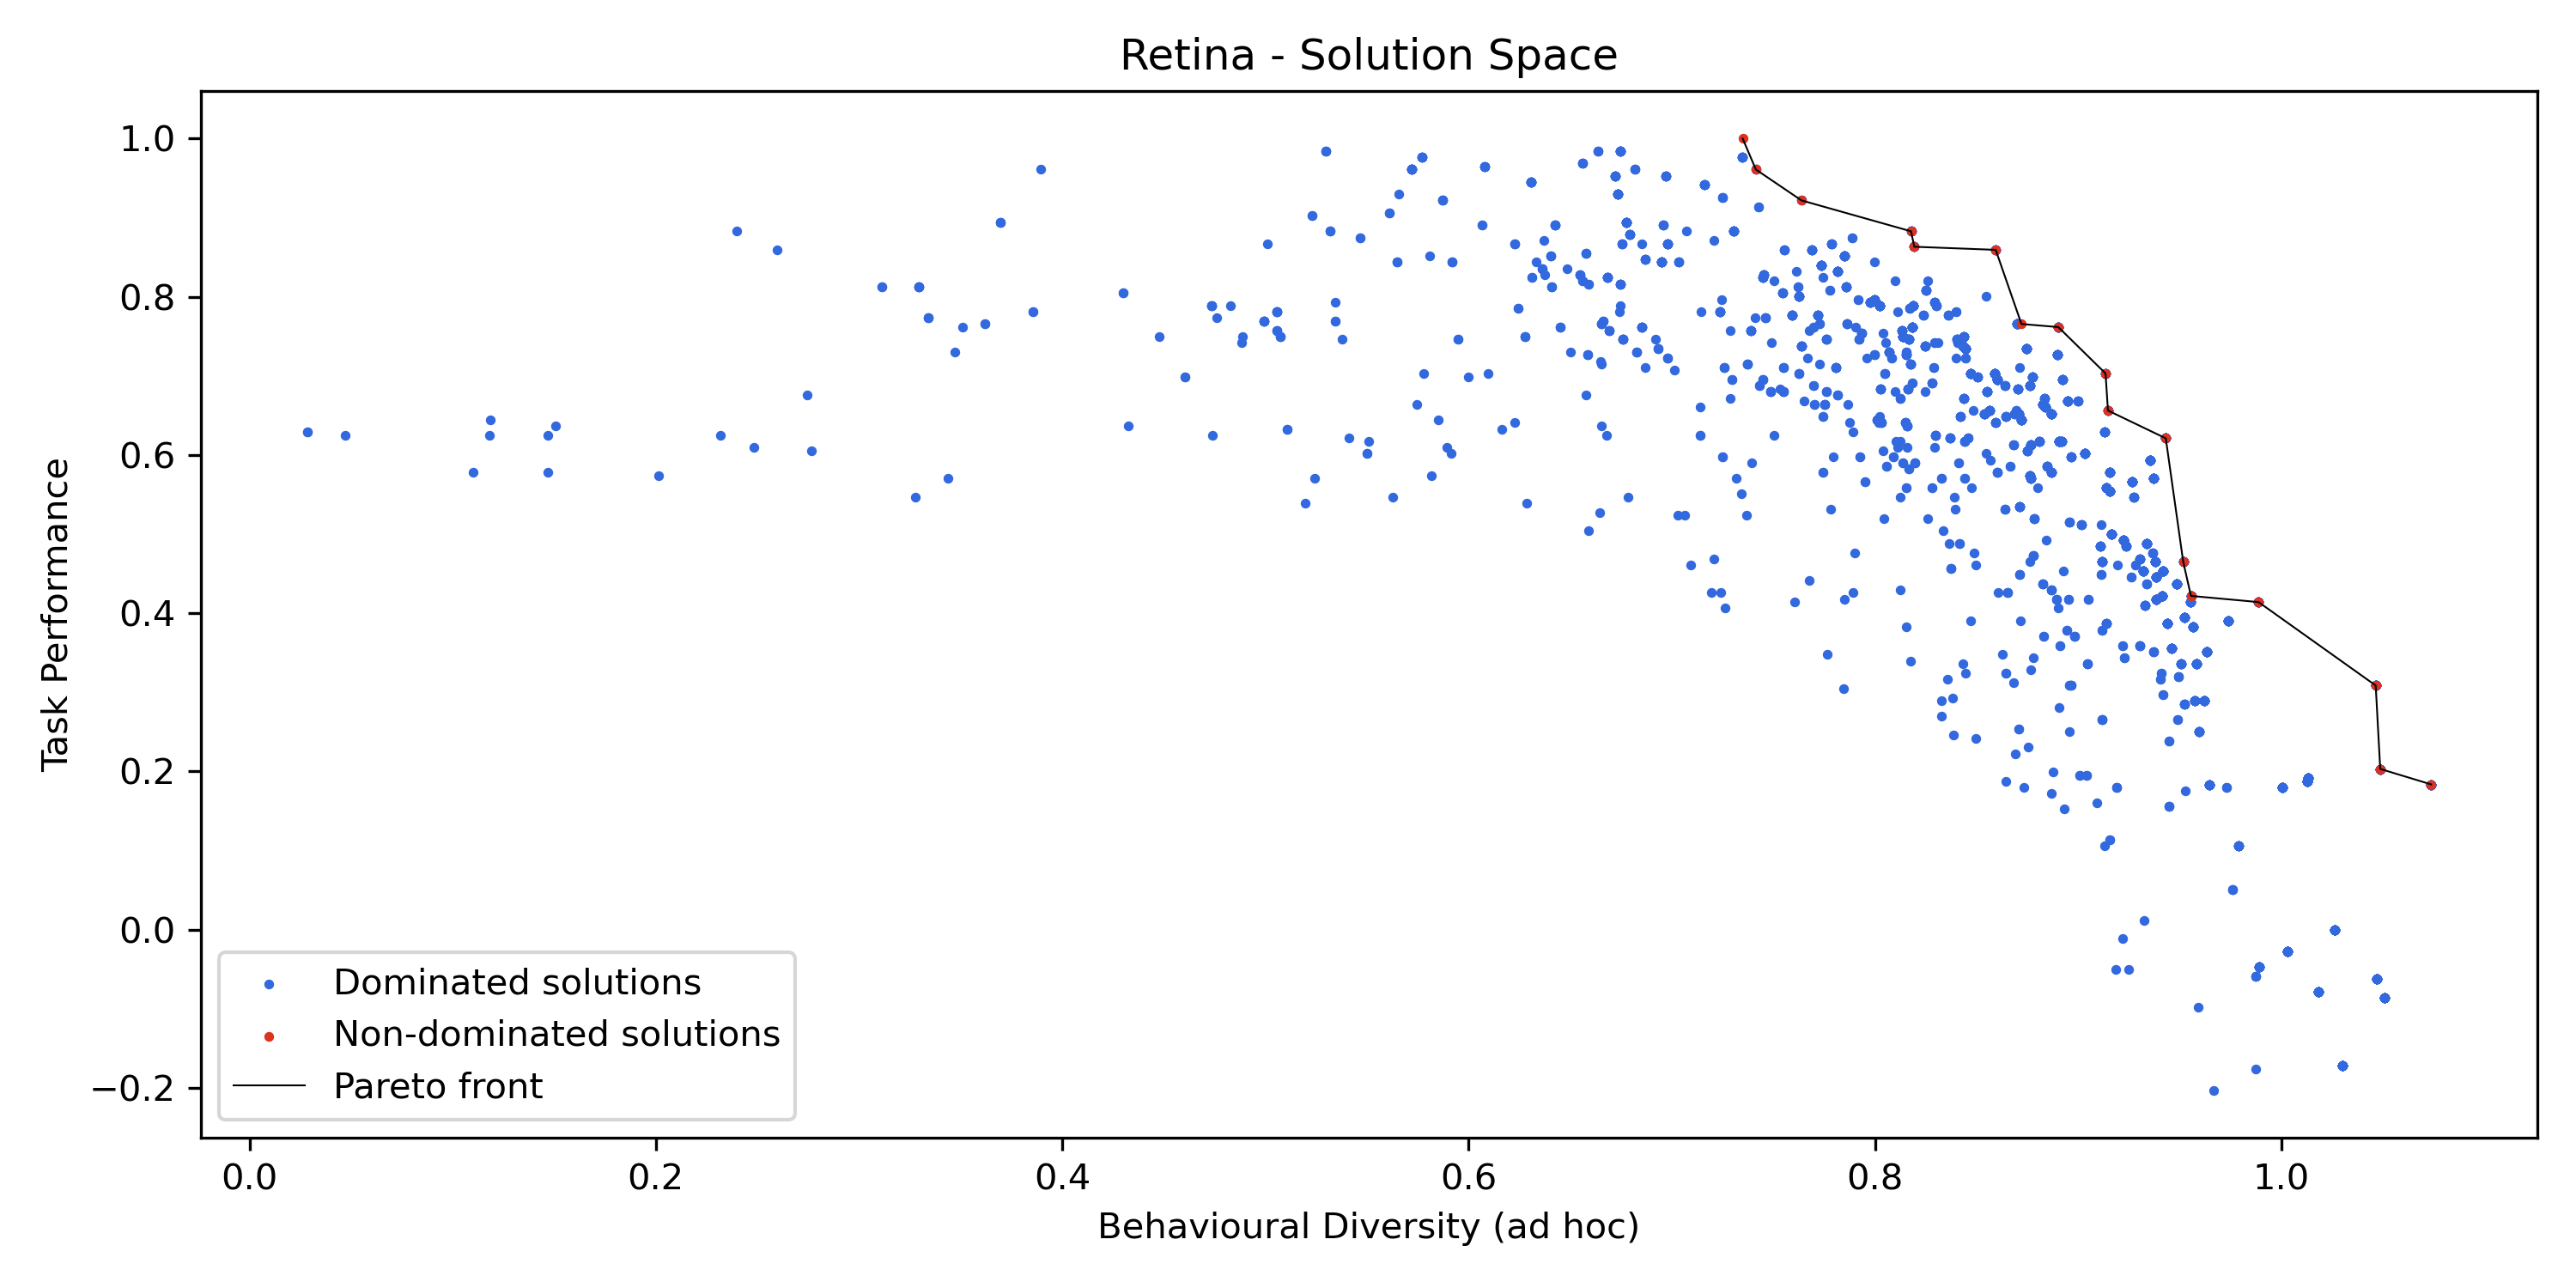 Retina - Solution Space
Task Performance
1.0
0.8
0.6
0.4
0.2
0.0
−0.2
Dominated solutions
Non-dominated solutions
Pareto front
0.0 0.2 0.4 0.6 0.8 1.0
Behavioural Diversity (ad hoc)